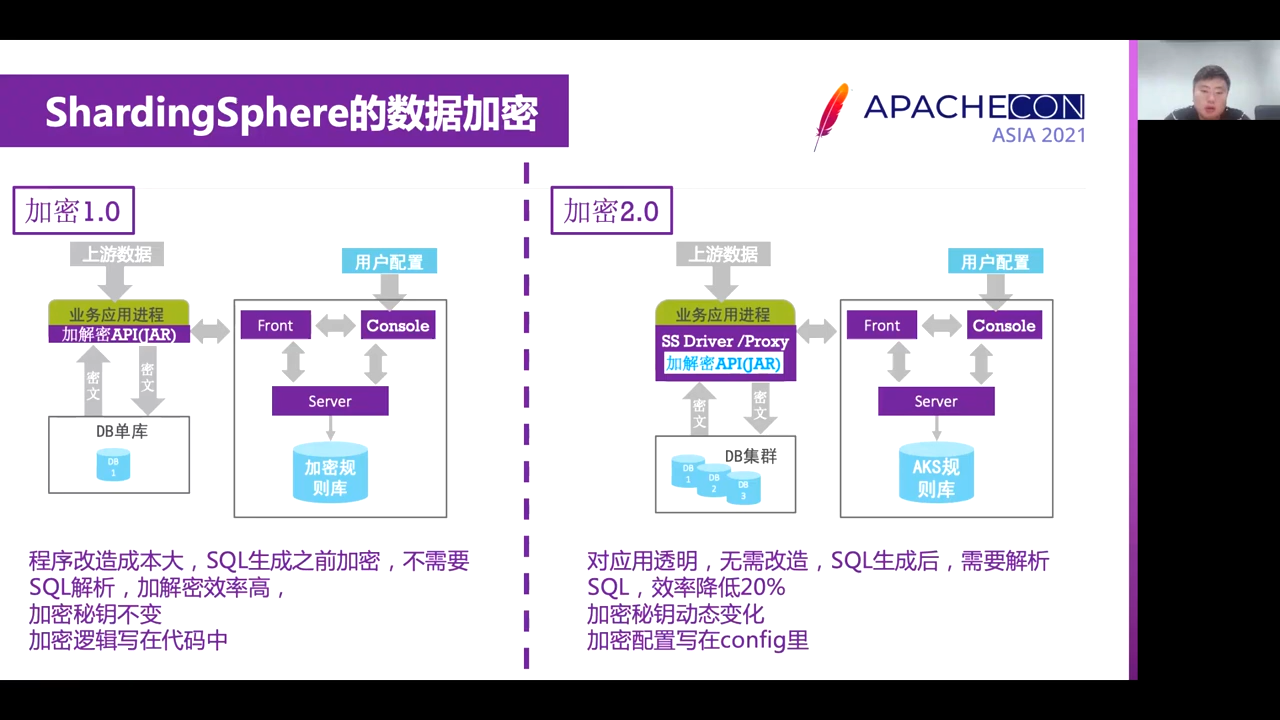 ShardingSphere的数据加密
APACHECON
ASIA 2021
加密1.0
上游数据
用户配置
业务应用进程
加解密API(JAR)
Front
Console
密文
密文
Server
DB单库
DB
1
加密规
则库
程序改造成本大，SQL生成之前加密，不需要
SQL解析，加解密效率高，
加密秘钥不变
加密逻辑写在代码中
加密2.0
上游数据
用户配置
业务应用进程
SS Driver /Proxy
加解密API(JAR)
Front
Console
密文
密文
Server
DB集群
DB
1
DB
2
DB
3
AKS规
则库
对应用透明，无需改造，SQL生成后，需要解析
SQL，效率降低20%
加密秘钥动态变化
加密配置写在config里